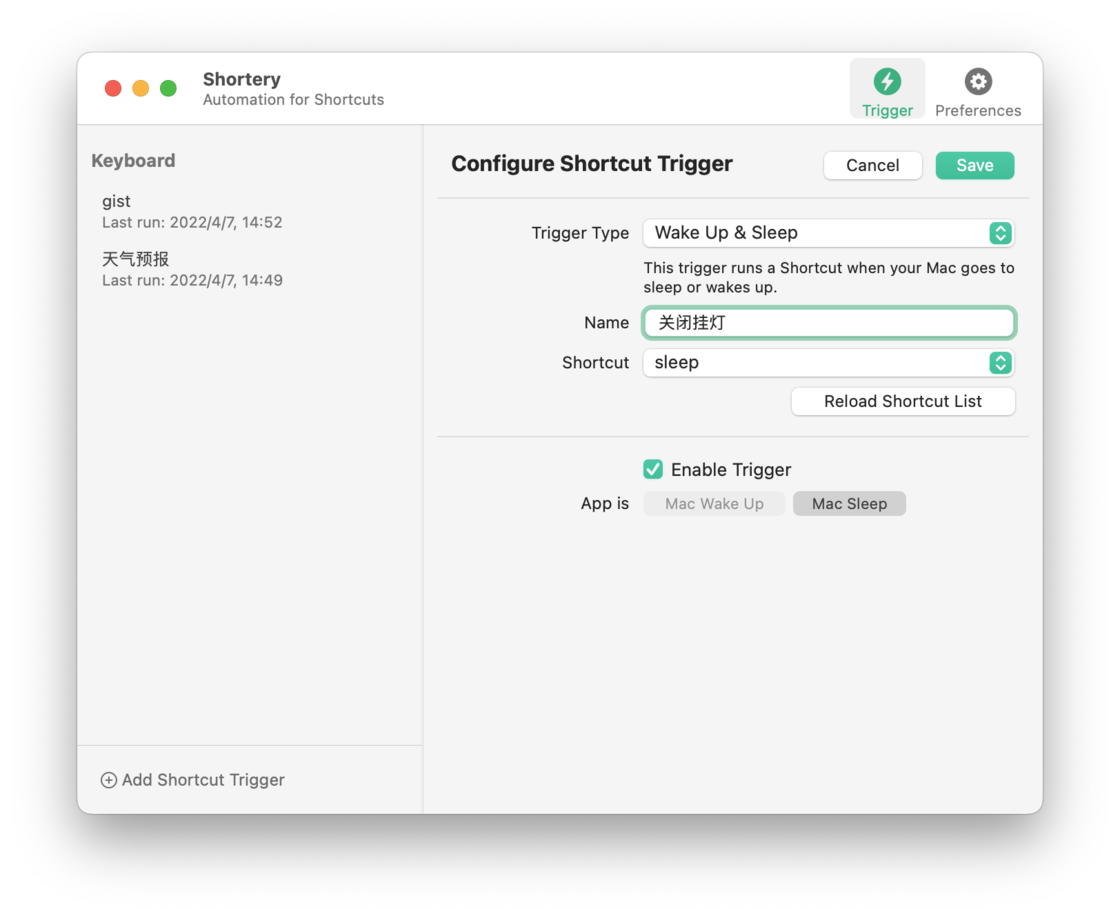 Shortery
Automation for Shortcuts
Trigger
Preferences
Keyboard
gist
Last run: 2022/4/7, 14:52
天气预报
Last run: 2022/4/7, 14:49
Add Shortcut Trigger
Configure Shortcut Trigger
Cancel
Save
Trigger Type
Wake Up & Sleep
This trigger runs a Shortcut when your Mac goes to
sleep or wakes up.
Name
关闭挂灯
Shortcut
sleep
Reload Shortcut List
Enable Trigger
App is
Mac Wake Up
Mac Sleep